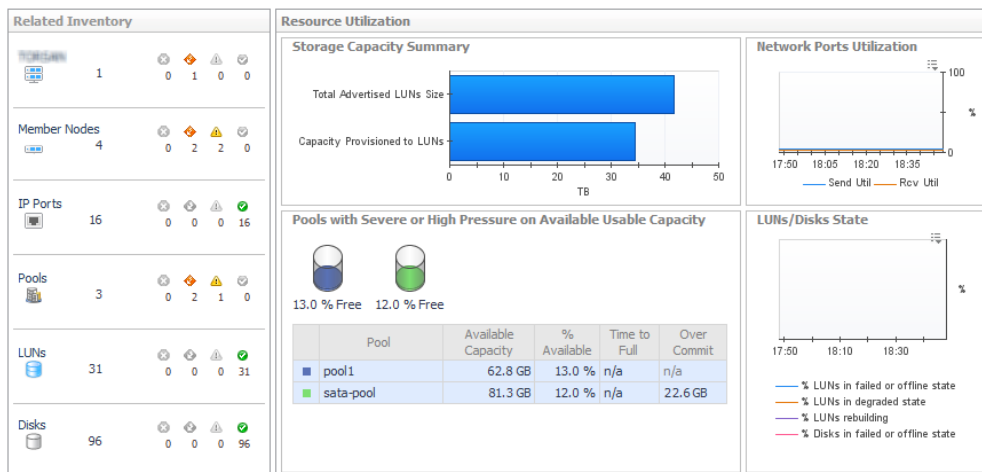 Related Inventory
1
0 1 0 0
Member Nodes
4
0 2 2 0
IP Ports
16
0 0 0 16
Pools
3
0 2 1 0
LUNs
31
0 0 0 31
Disks
96
0 0 0 96
Resource Utilization
Storage Capacity Summary
Total Advertised LUNs Size
Capacity Provisioned to LUNs
0 10 20 30 40 50
TB
Network Ports Utilization
100
%
0
17:50 18:05 18:20 18:35
Send Util Rcv Util
Pools with Severe or High Pressure on Available Usable Capacity
13.0 % Free 12.0 % Free
Pool Available Capacity % Available Time to Full Over Commit
pool1 62.8 GB 13.0 % n/a n/a
sata-pool 81.3 GB 12.0 % n/a 22.6 GB
LUNs/Disks State
%
17:50 18:10 18:30
% LUNs in failed or offline state
% LUNs in degraded state
% LUNs rebuilding
% Disks in failed or offline state